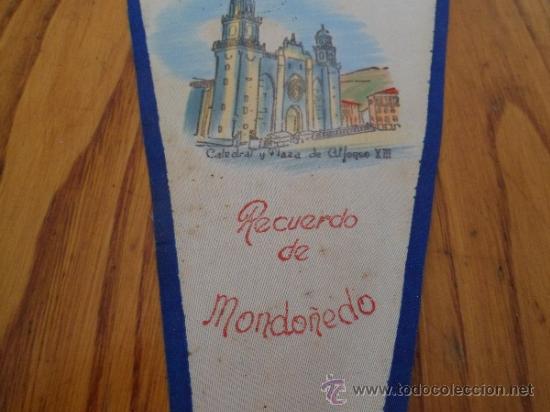 Catedral y Plaza de Alfonso XIII
Recuerdo
de
Mondoñedo
www.todocoleccion.net